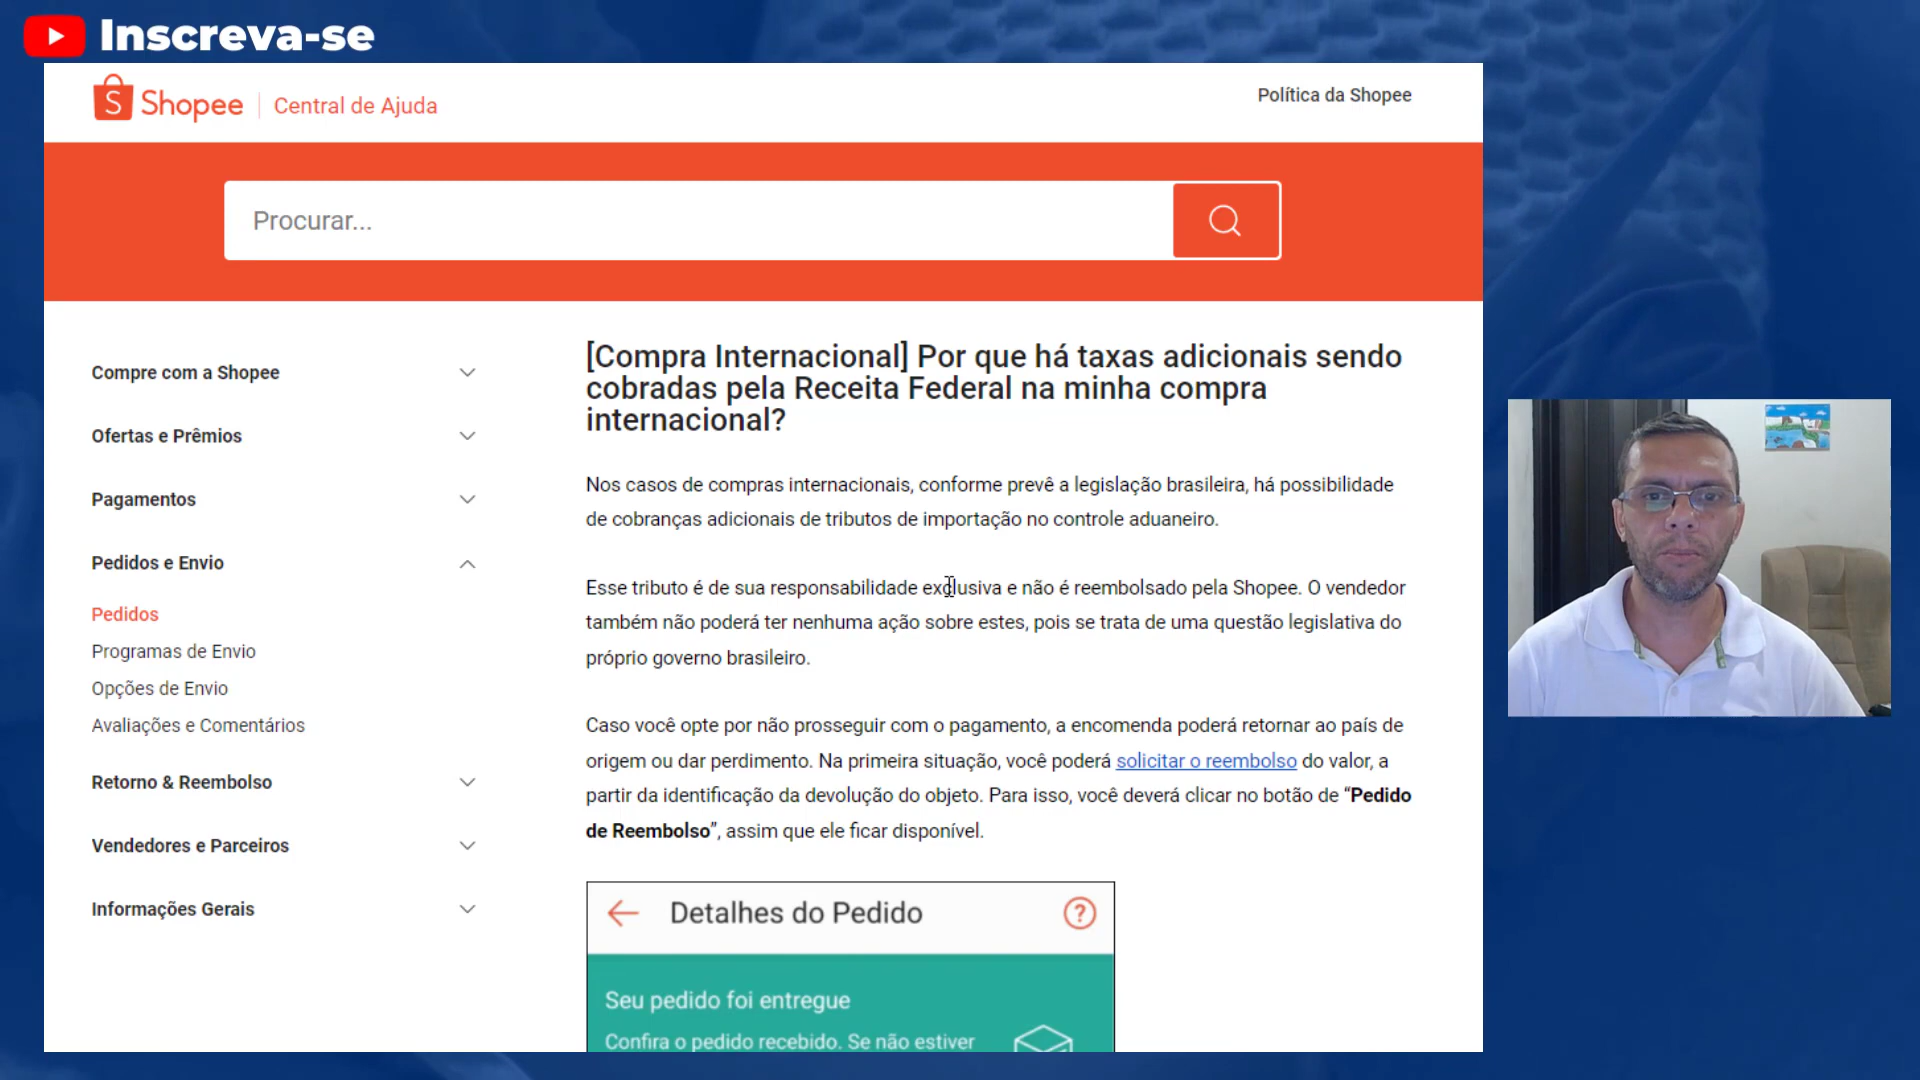 Inscreva-se
Shopee | Central de Ajuda
Política da Shopee
Procurar...
Compre com a Shopee
Ofertas e Prêmios
Pagamentos
Pedidos e Envio
Pedidos
Programas de Envio
Opções de Envio
Avaliações e Comentários
Retorno & Reembolso
Vendedores e Parceiros
Informações Gerais
[Compra Internacional] Por que há taxas adicionais sendo
cobradas pela Receita Federal na minha compra
internacional?
Nos casos de compras internacionais, conforme prevê a legislação brasileira, há possibilidade
de cobranças adicionais de tributos de importação no controle aduaneiro.
Esse tributo é de sua responsabilidade exclusiva e não é reembolsado pela Shopee. O vendedor
também não poderá ter nenhuma ação sobre estes, pois se trata de uma questão legislativa do
próprio governo brasileiro.
Caso você opte por não prosseguir com o pagamento, a encomenda poderá retornar ao país de
origem ou dar perdimento. Na primeira situação, você poderá solicitar o reembolso do valor, a
partir da identificação da devolução do objeto. Para isso, você deverá clicar no botão de “Pedido
de Reembolso”, assim que ele ficar disponível.
Detalhes do Pedido
Seu pedido foi entregue
Confira o pedido recebido. Se não estiver